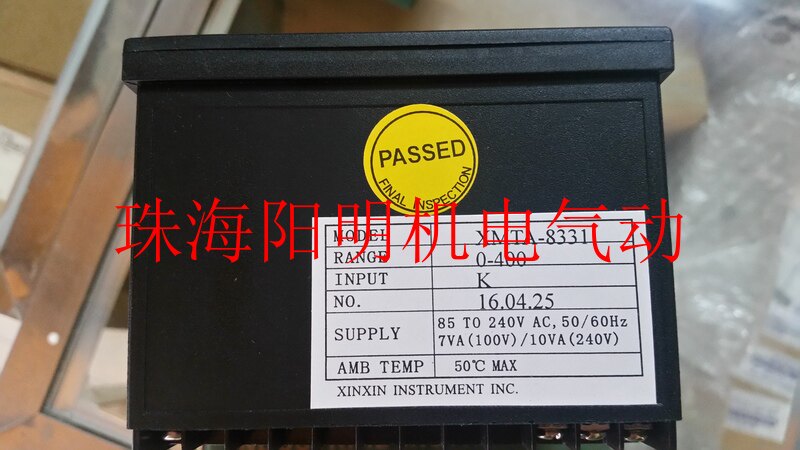 PASSED
FINAL INSPECTION
珠海阳明机电气动
MODEL XMTA-8331
RANGE 0-400
INPUT K
NO. 16.04.25
SUPPLY 85 TO 240V AC, 50/60Hz
7VA(100V)/10VA(240V)
AMB TEMP 50℃ MAX
XINXIN INSTRUMENT INC.